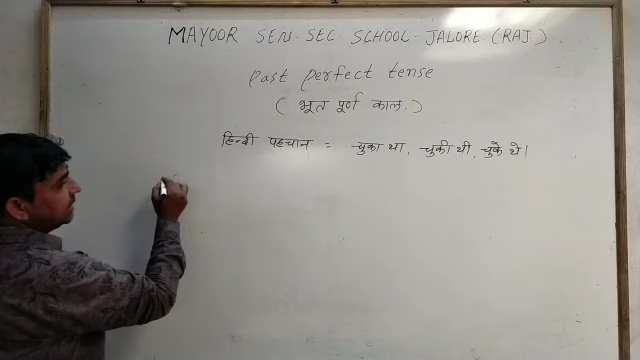 MAYOOR SEN. SEC. SCHOOL. JALORE. (RAJ)
Past perfect tense
( भूत पूर्ण काल. )
हिन्दी पहचान = चुका था, चुकी थी, चुके थे।